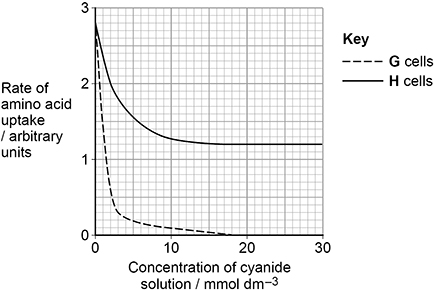 3
2
1
0
Rate of
amino acid
uptake
/ arbitrary
units
0
10
20
30
Concentration of cyanide
solution / mmol dm–3
Key
G cells
H cells